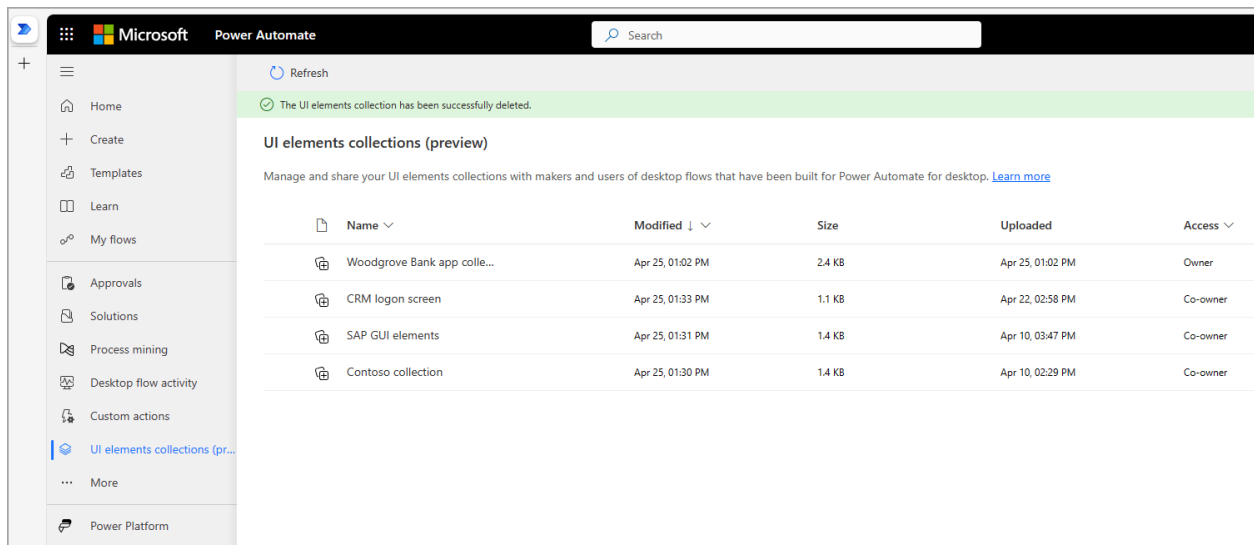 Microsoft Power Automate Search
Refresh
The UI elements collection has been successfully deleted.
Home
Create
Templates
Learn
My flows
Approvals
Solutions
Process mining
Desktop flow activity
Custom actions
UI elements collections (pr...
More
Power Platform
UI elements collections (preview)
Manage and share your UI elements collections with makers and users of desktop flows that have been built for Power Automate for desktop. Learn more
Name Modified ↓ Size Uploaded Access
Woodgrove Bank app colle... Apr 25, 01:02 PM 2.4 KB Apr 25, 01:02 PM Owner
CRM logon screen Apr 25, 01:33 PM 1.1 KB Apr 22, 02:58 PM Co-owner
SAP GUI elements Apr 25, 01:31 PM 1.4 KB Apr 10, 03:47 PM Co-owner
Contoso collection Apr 25, 01:30 PM 1.4 KB Apr 10, 02:29 PM Co-owner